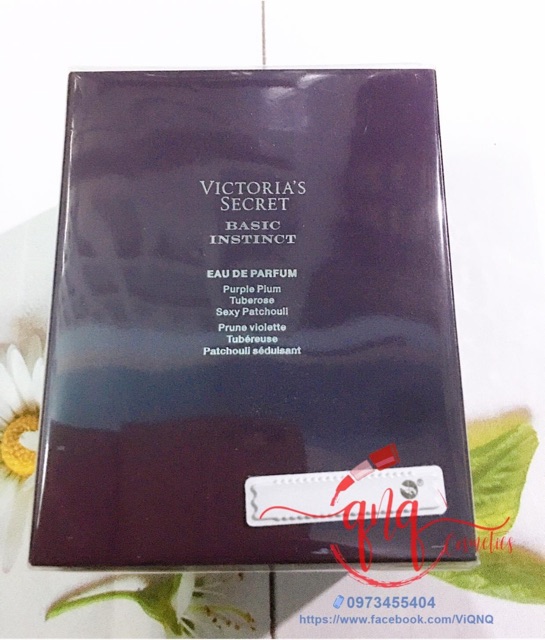 VICTORIA'S
SECRET
BASIC
INSTINCT
EAU DE PARFUM
Purple Plum
Tuberose
Sexy Patchouli
Prune violette
Tubéreuse
Patchouli séduisant
qnq
Cosmetics
0973455404
https://www.facebook.com/ViQNQ